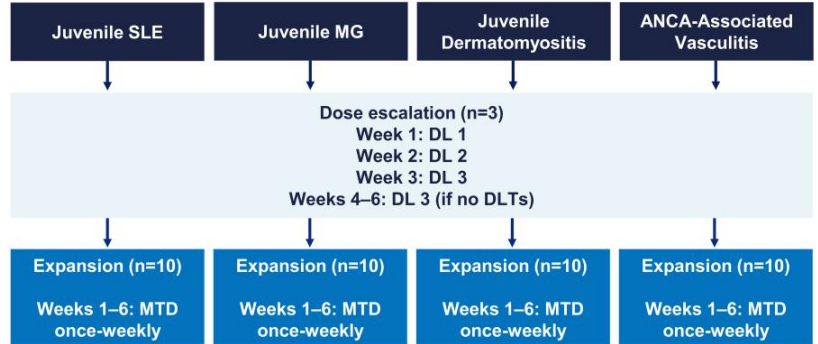 Juvenile SLE
Juvenile MG
Juvenile
Dermatomyositis
ANCA-Associated
Vasculitis
Dose escalation (n=3)
Week 1: DL 1
Week 2: DL 2
Week 3: DL 3
Weeks 4–6: DL 3 (if no DLTs)
Expansion (n=10)
Weeks 1–6: MTD
once-weekly
Expansion (n=10)
Weeks 1–6: MTD
once-weekly
Expansion (n=10)
Weeks 1–6: MTD
once-weekly
Expansion (n=10)
Weeks 1–6: MTD
once-weekly